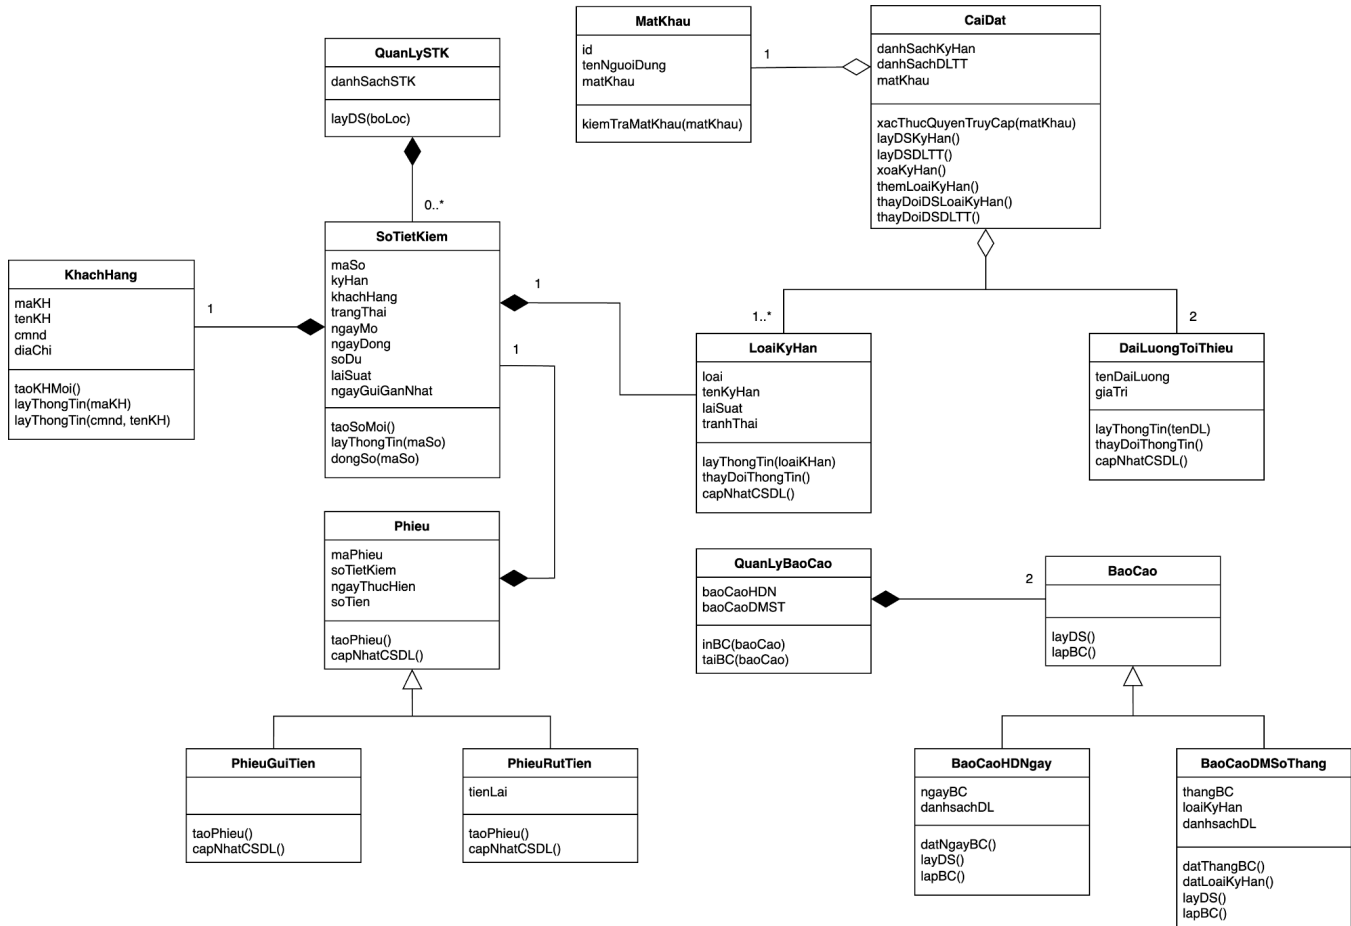 QuanLySTK
danhSachSTK
layDS(boLoc)
0..*
MatKhau
id
tenNguoiDung
matKhau
kiemTraMatKhau(matKhau)
1
CaiDat
danhSachKyHan
danhSachDLTT
matKhau
xacThucQuyenTruyCap(matKhau)
layDSKyHan()
layDSDLTT()
xoaKyHan()
themLoaiKyHan()
thayDoiDSLoaiKyHan()
thayDoiDSDLTT()
KhachHang
maKH
tenKH
cmnd
diaChi
taoKHMoi()
layThongTin(maKH)
layThongTin(cmnd, tenKH)
1
SoTietKiem
maSo
kyHan
khachHang
trangThai
ngayMo
ngayDong
soDu
laiSuat
ngayGuiGanNhat
taoSoMoi()
layThongTin(maSo)
dongSo(maSo)
1
1
1..*
LoaiKyHan
loai
tenKyHan
laiSuat
tranhThai
layThongTin(loaiKHan)
thayDoiThongTin()
capNhatCSDL()
2
DaiLuongToiThieu
tenDaiLuong
giaTri
layThongTin(tenDL)
thayDoiThongTin()
capNhatCSDL()
Phieu
maPhieu
soTietKiem
ngayThucHien
soTien
taoPhieu()
capNhatCSDL()
QuanLyBaoCao
baoCaoHDN
baoCaoDMST
inBC(baoCao)
taiBC(baoCao)
2
BaoCao
layDS()
lapBC()
PhieuGuiTien
taoPhieu()
capNhatCSDL()
PhieuRutTien
tienLai
taoPhieu()
capNhatCSDL()
BaoCaoHDNgay
ngayBC
danhsachDL
datNgayBC()
layDS()
lapBC()
BaoCaoDMSoThang
thangBC
loaiKyHan
danhsachDL
datThangBC()
datLoaiKyHan()
layDS()
lapBC()